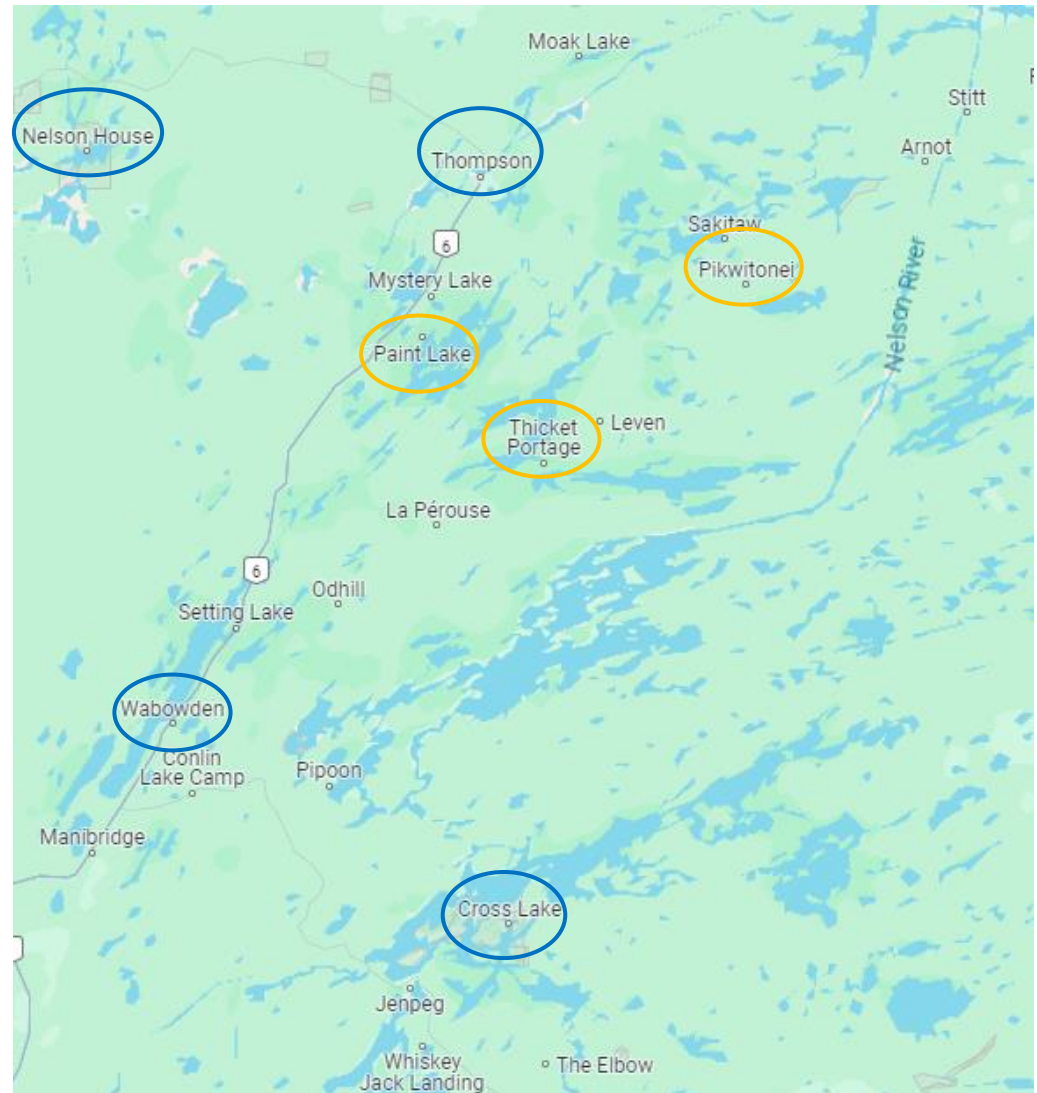 Moak Lake
Stitt
Nelson House
Thompson
Arnot
Sakitaw
6
Pikwitonei
Mystery Lake
Nelson River
Paint Lake
Thicket
Portage
Leven
La Pérouse
6
Odhill
Setting Lake
Wabowden
Conlin
Lake Camp
Pipoon
Manibridge
Cross Lake
Jenpeg
Whiskey
Jack Landing
The Elbow